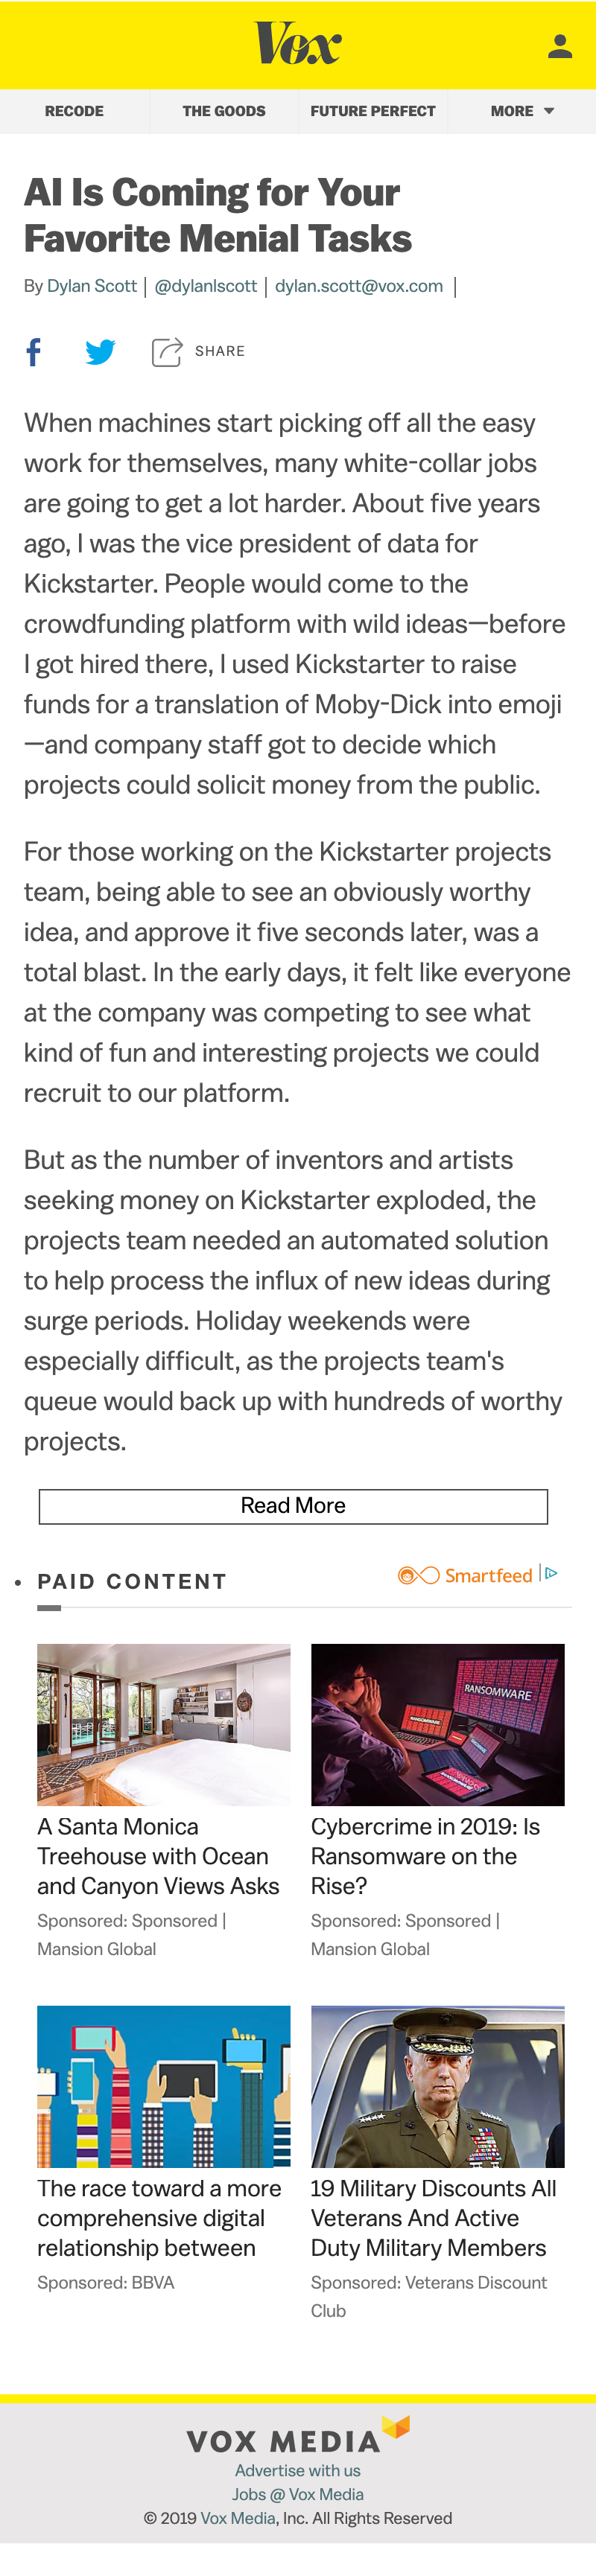 Vox
RECODE THE GOODS FUTURE PERFECT MORE
AI Is Coming for Your
Favorite Menial Tasks
By Dylan Scott | @dylanlscott | dylan.scott@vox.com |
SHARE
When machines start picking off all the easy
work for themselves, many white-collar jobs
are going to get a lot harder. About five years
ago, I was the vice president of data for
Kickstarter. People would come to the
crowdfunding platform with wild ideas—before
I got hired there, I used Kickstarter to raise
funds for a translation of Moby-Dick into emoji
—and company staff got to decide which
projects could solicit money from the public.
For those working on the Kickstarter projects
team, being able to see an obviously worthy
idea, and approve it five seconds later, was a
total blast. In the early days, it felt like everyone
at the company was competing to see what
kind of fun and interesting projects we could
recruit to our platform.
But as the number of inventors and artists
seeking money on Kickstarter exploded, the
projects team needed an automated solution
to help process the influx of new ideas during
surge periods. Holiday weekends were
especially difficult, as the projects team's
queue would back up with hundreds of worthy
projects.
Read More
• PAID CONTENT
Smartfeed |
RANSOMWARE
RANSOMWARE
A Santa Monica
Treehouse with Ocean
and Canyon Views Asks
Sponsored: Sponsored |
Mansion Global
Cybercrime in 2019: Is
Ransomware on the
Rise?
Sponsored: Sponsored |
Mansion Global
The race toward a more
comprehensive digital
relationship between
Sponsored: BBVA
19 Military Discounts All
Veterans And Active
Duty Military Members
Sponsored: Veterans Discount
Club
VOX MEDIA
Advertise with us
Jobs @ Vox Media
© 2019 Vox Media, Inc. All Rights Reserved